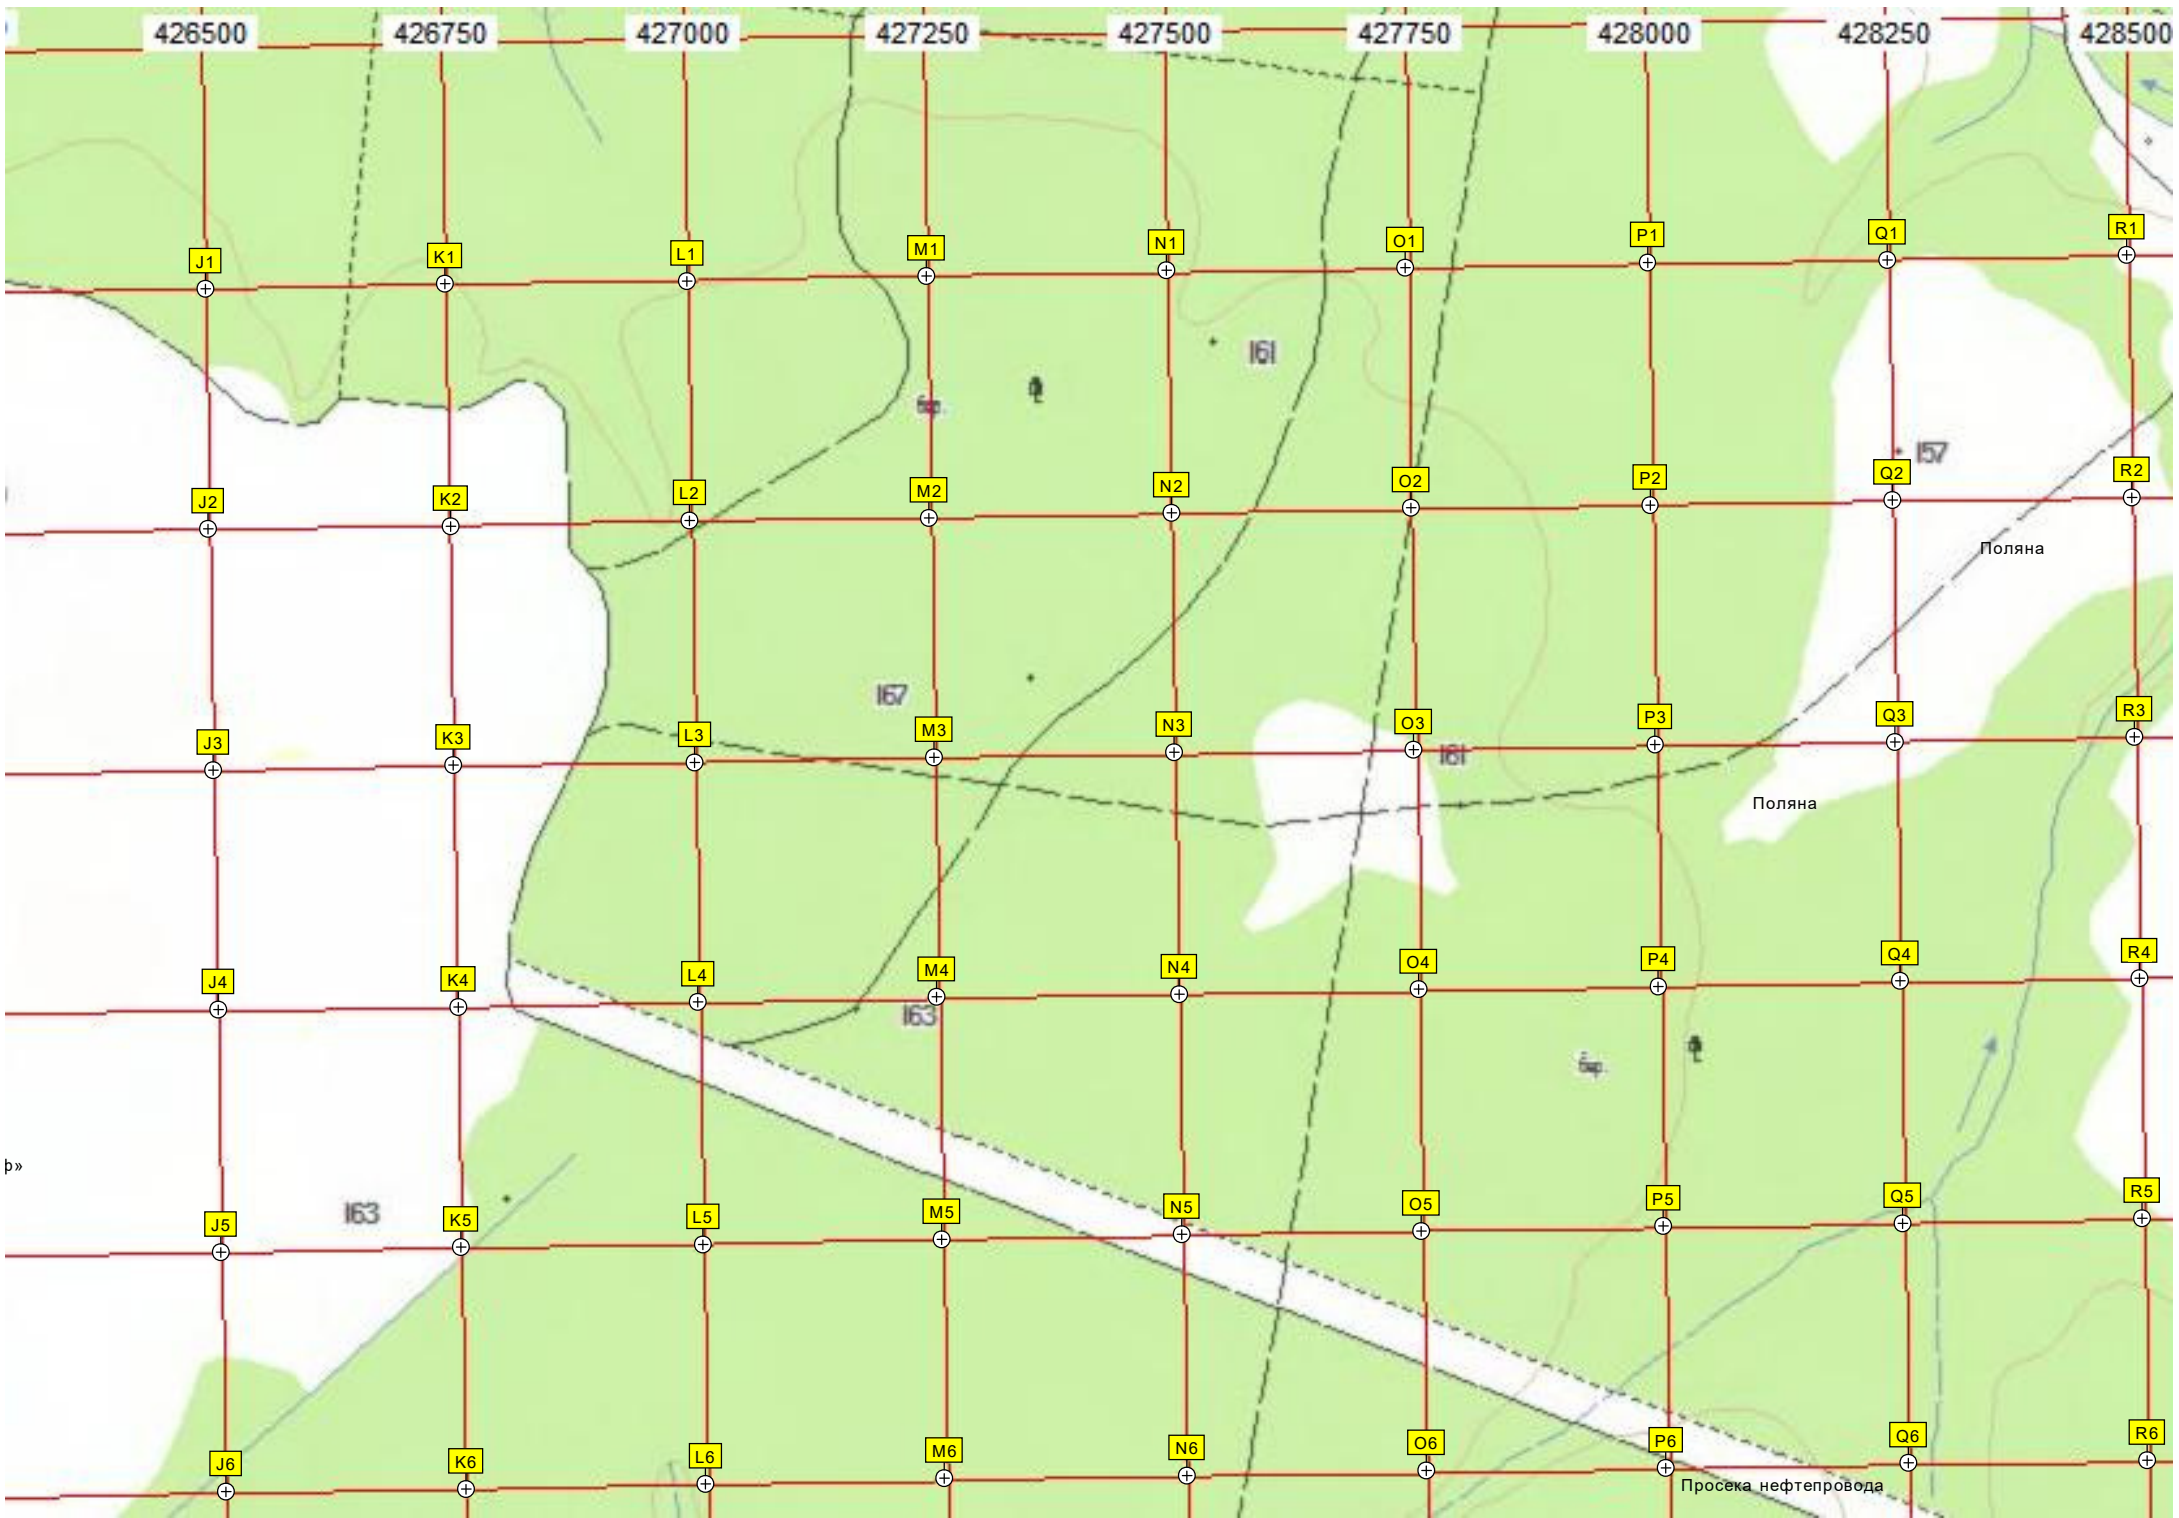 426500 426750 427000 427250 427500 427750 428000 428250 428500
J1 K1 L1 M1 N1 O1 P1 Q1 R1
161
бер.
157
J2 K2 L2 M2 N2 O2 P2 Q2 R2
Поляна
167
J3 K3 L3 M3 N3 O3 P3 Q3 R3
161
Поляна
J4 K4 L4 M4 N4 O4 P4 Q4 R4
163
бер.
ф»
163
J5 K5 L5 M5 N5 O5 P5 Q5 R5
J6 K6 L6 M6 N6 O6 P6 Q6 R6
Просека нефтепровода